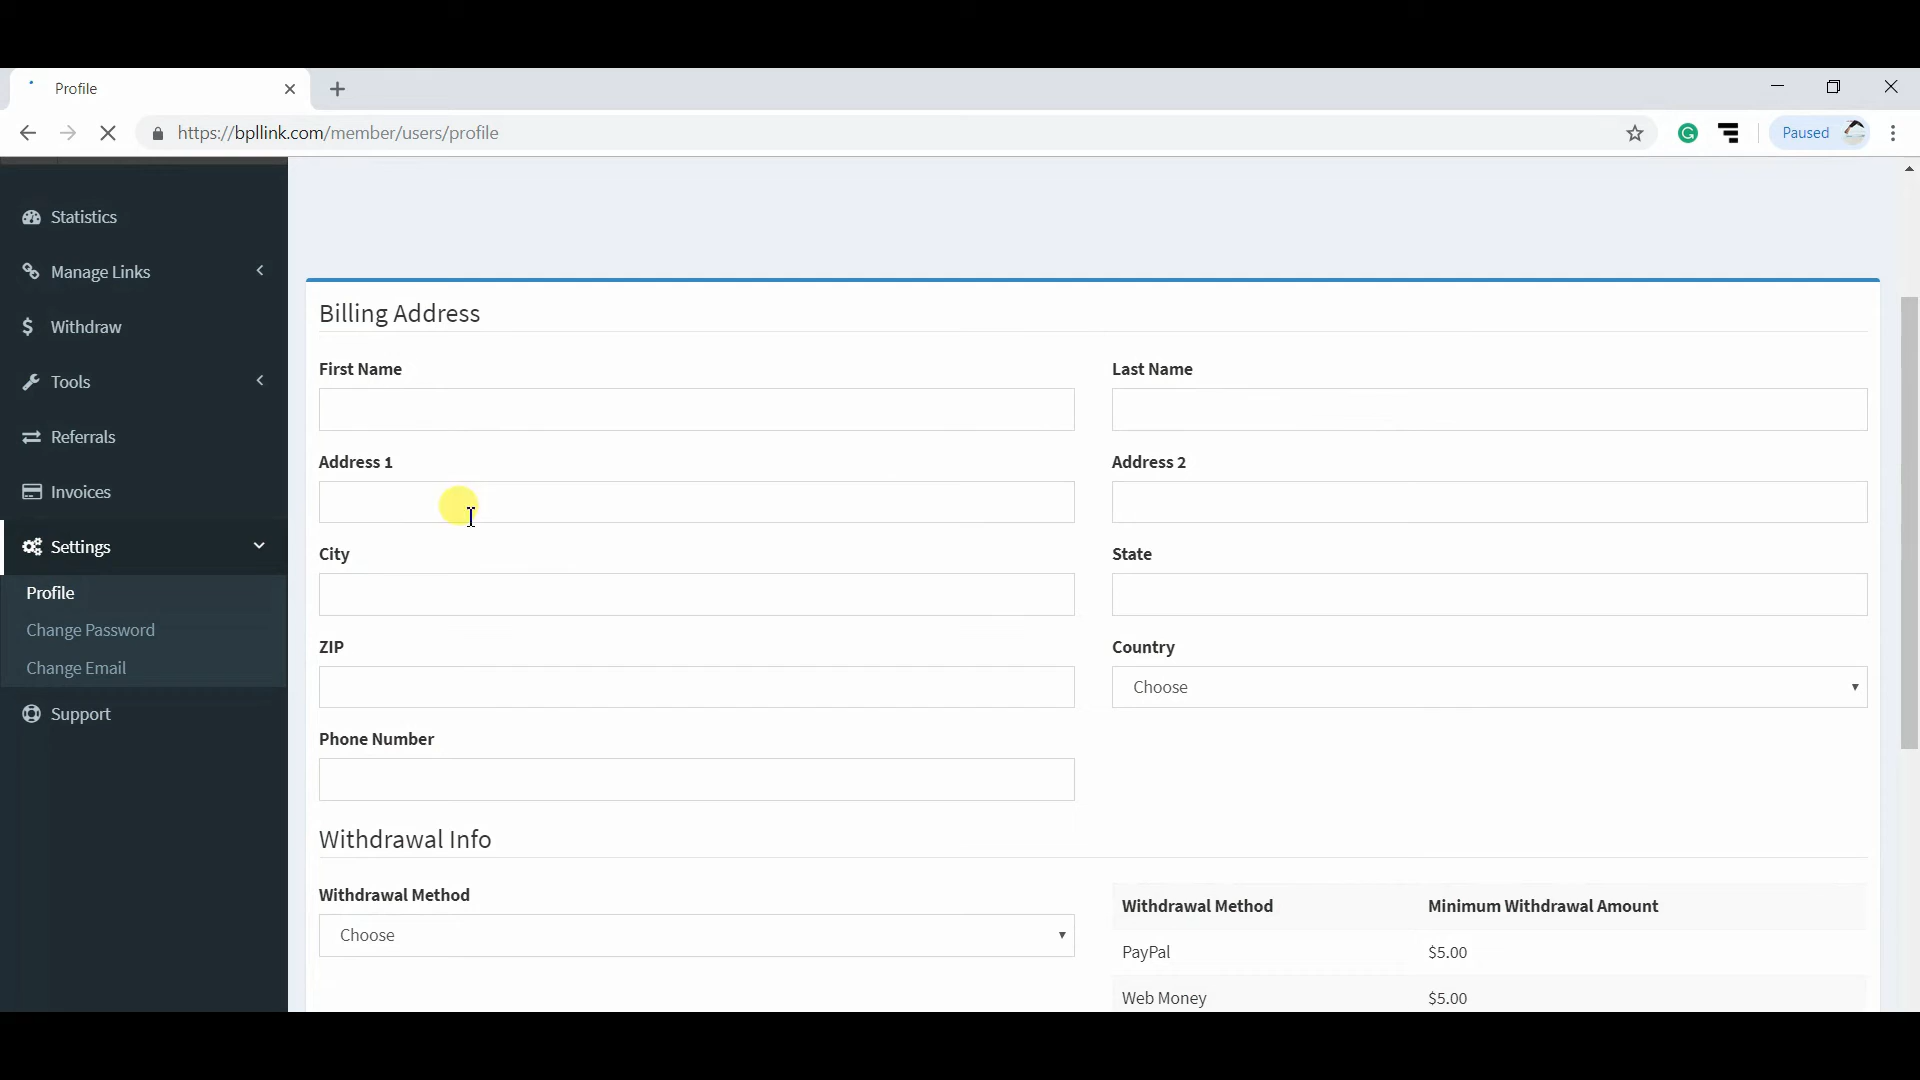 Profile
https://bpllink.com/member/users/profile
Paused
Statistics
Manage Links
Withdraw
Tools
Referrals
Invoices
Settings
Profile
Change Password
Change Email
Support
Billing Address
First Name
Last Name
Address 1
Address 2
City
State
ZIP
Country
Choose
Phone Number
Withdrawal Info
Withdrawal Method
Choose
Withdrawal Method Minimum Withdrawal Amount
PayPal $5.00
Web Money $5.00